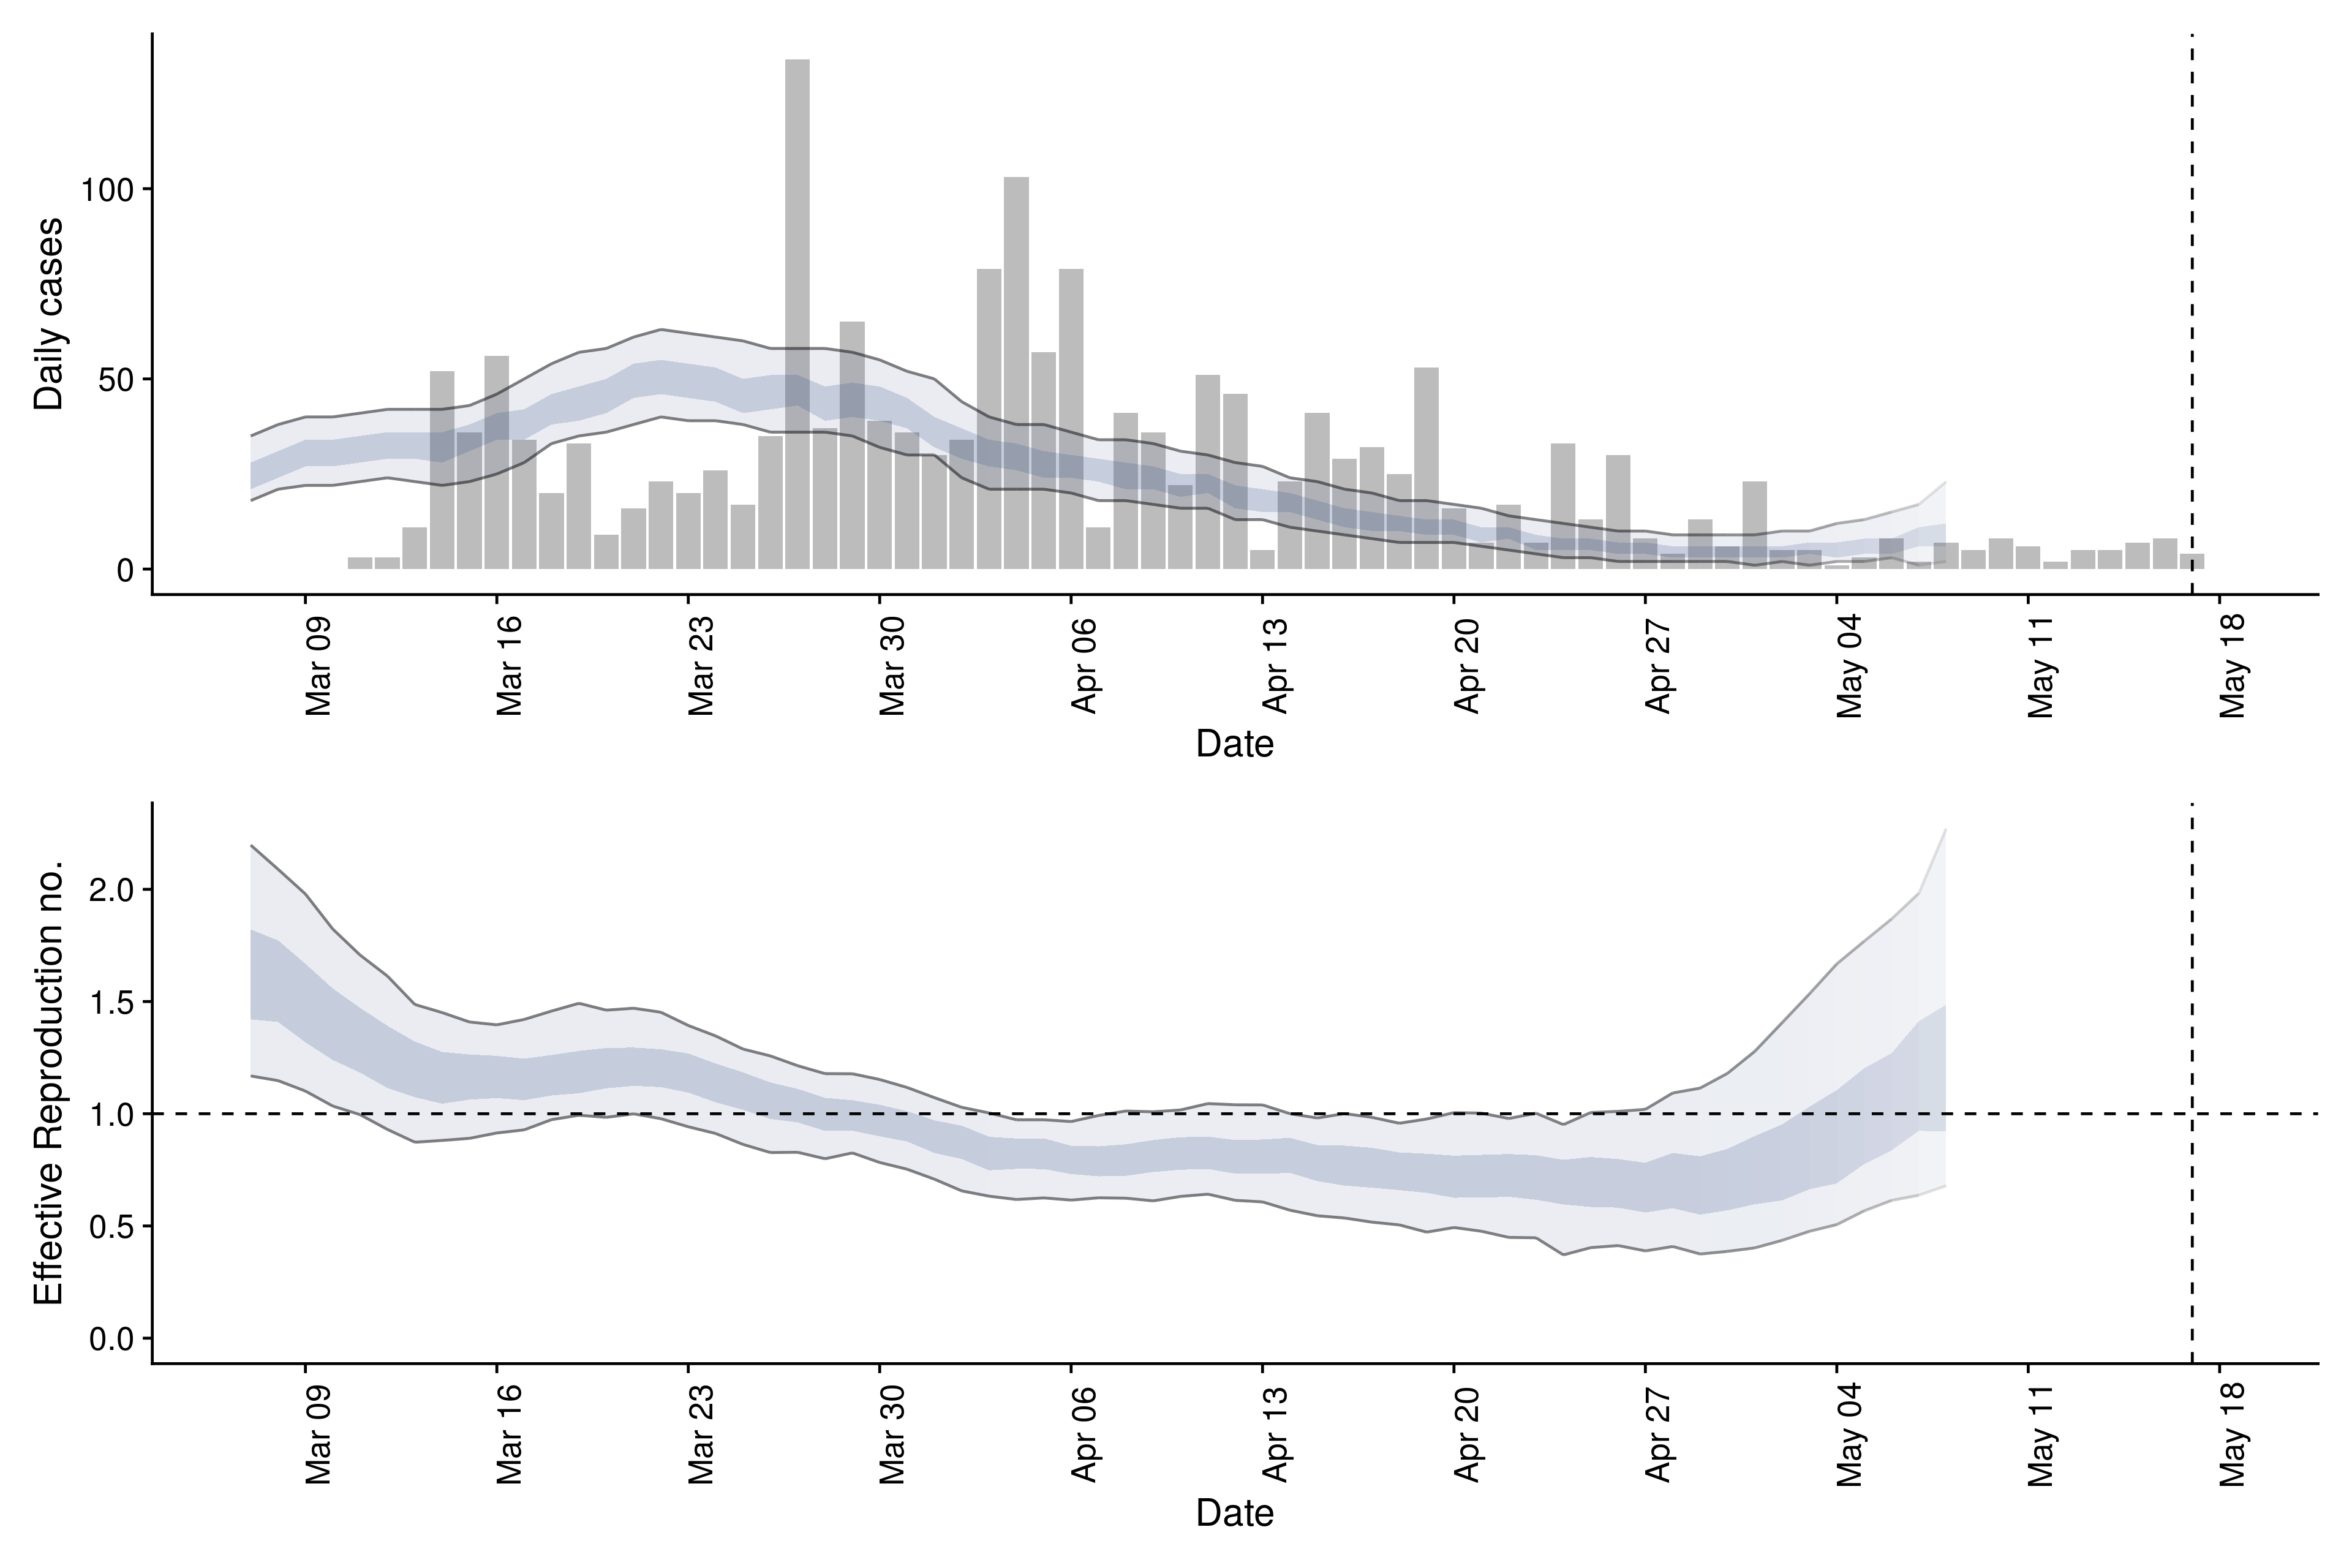 Daily cases
100
50
0
Mar 09
Mar 16
Mar 23
Mar 30
Apr 06
Apr 13
Apr 20
Apr 27
May 04
May 11
May 18
Date
Effective Reproduction no.
2.0
1.5
1.0
0.5
0.0
Mar 09
Mar 16
Mar 23
Mar 30
Apr 06
Apr 13
Apr 20
Apr 27
May 04
May 11
May 18
Date